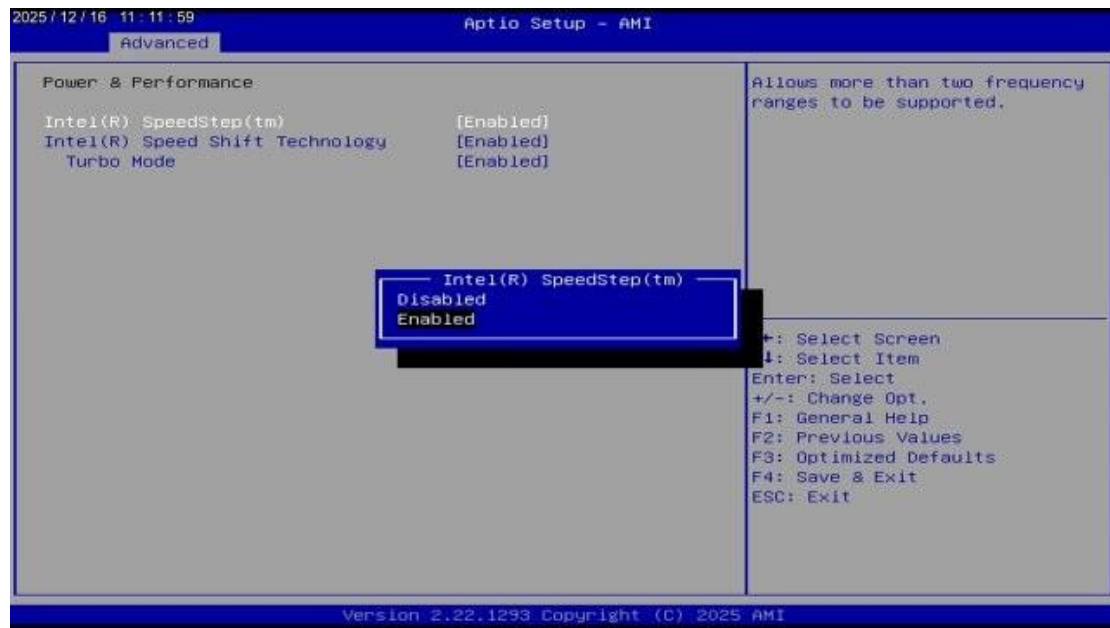 2025/12/16 11:11:59
Aptio Setup – AMI
Advanced
Power & Performance
Intel(R) SpeedStep(tm) [Enabled]
Intel(R) Speed Shift Technology [Enabled]
Turbo Mode [Enabled]
Allows more than two frequency
ranges to be supported.
Intel(R) SpeedStep(tm)
Disabled
Enabled
←: Select Screen
↓: Select Item
Enter: Select
+/-: Change Opt.
F1: General Help
F2: Previous Values
F3: Optimized Defaults
F4: Save & Exit
ESC: Exit
Version 2.22.1293 Copyright (C) 2025 AMI